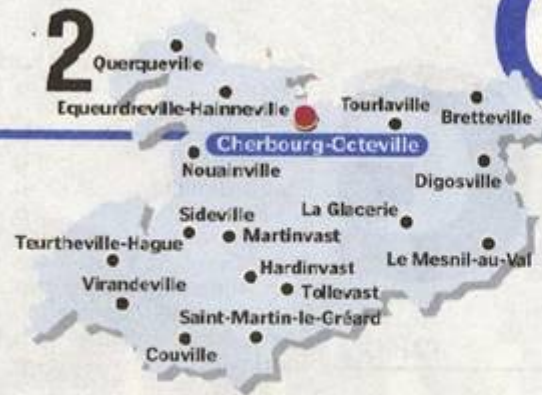 2
Querqueville
Equeurdreville-Hainneville
Tourlaville
Bretteville
Cherbourg-Octeville
Nouainville
Digosville
Sideville
La Glacerie
Teurtheville-Hague
Martinvast
Le Mesnil-au-Val
Hardinvast
Virandeville
Tollevast
Saint-Martin-le-Gréard
Couville